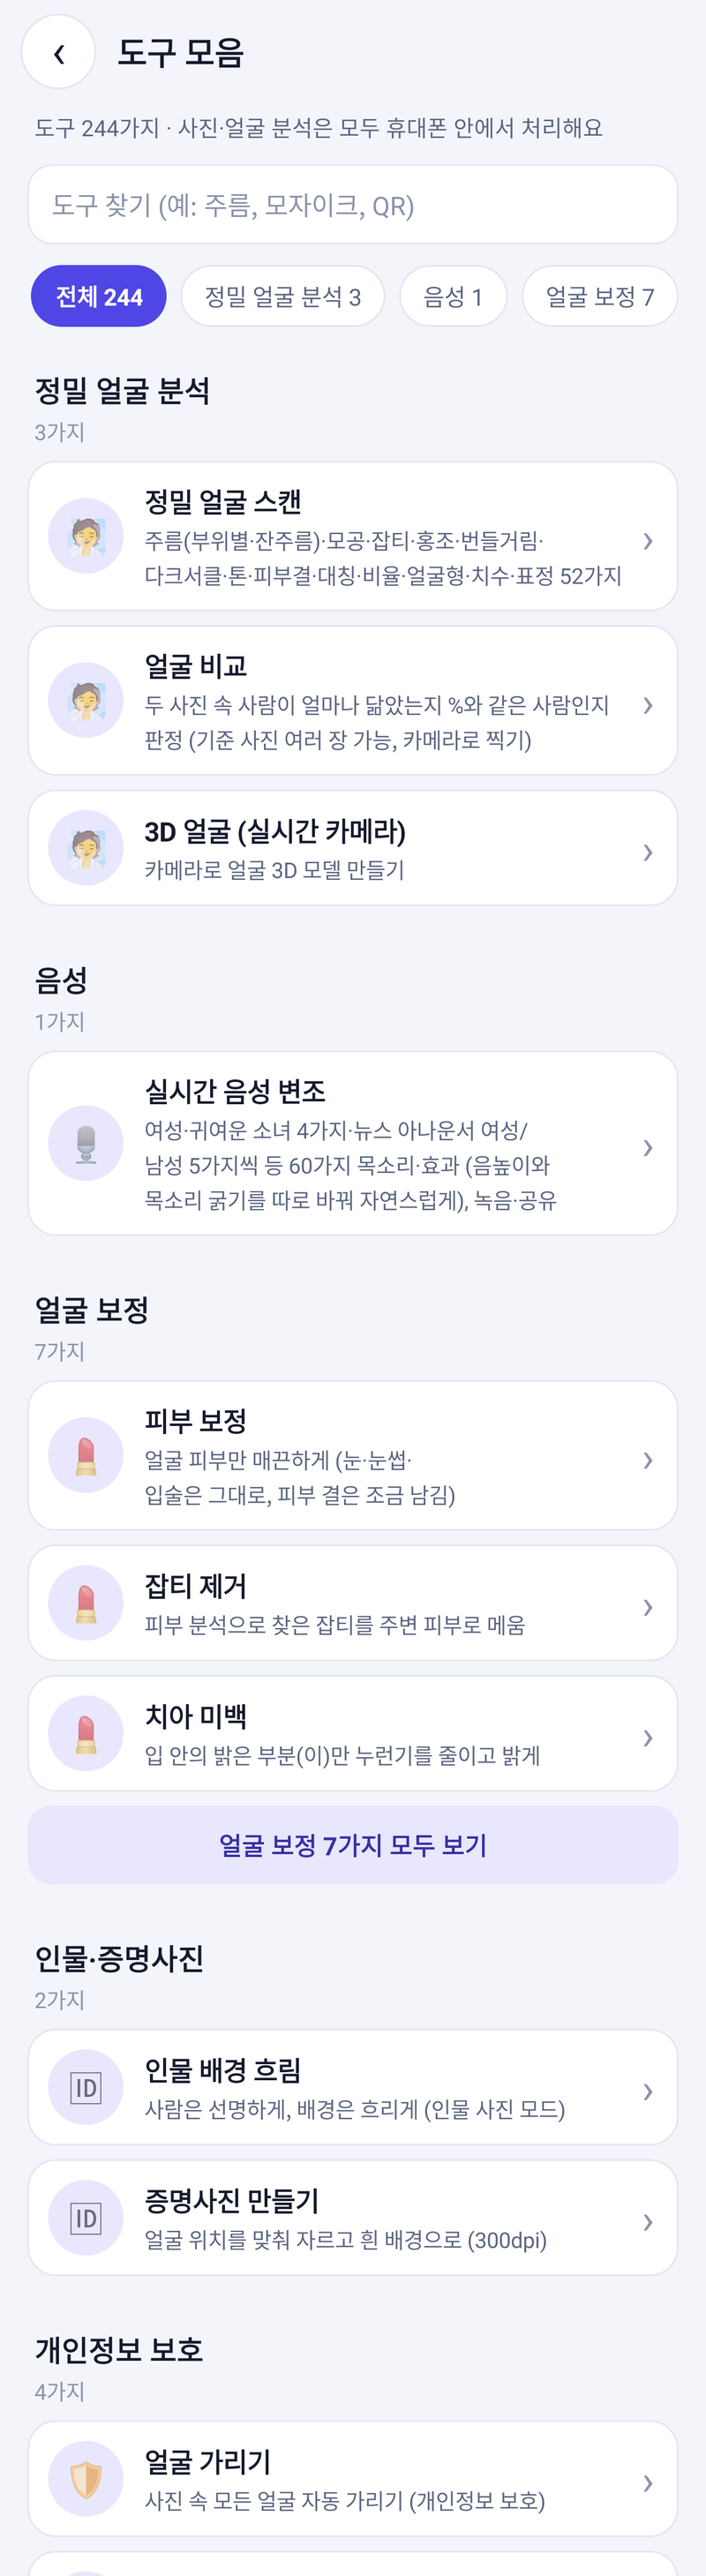 ‹
도구 모음
도구 244가지 · 사진·얼굴 분석은 모두 휴대폰 안에서 처리해요
도구 찾기 (예: 주름, 모자이크, QR)
전체 244
정밀 얼굴 분석 3
음성 1
얼굴 보정 7
정밀 얼굴 분석
3가지
정밀 얼굴 스캔
주름(부위별·잔주름)·모공·잡티·홍조·번들거림·
다크서클·톤·피부결·대칭·비율·얼굴형·치수·표정 52가지
›
얼굴 비교
두 사진 속 사람이 얼마나 닮았는지 %와 같은 사람인지
판정 (기준 사진 여러 장 가능, 카메라로 찍기)
›
3D 얼굴 (실시간 카메라)
카메라로 얼굴 3D 모델 만들기
›
음성
1가지
실시간 음성 변조
여성·귀여운 소녀 4가지·뉴스 아나운서 여성/
남성 5가지씩 등 60가지 목소리·효과 (음높이와
목소리 굵기를 따로 바꿔 자연스럽게), 녹음·공유
›
얼굴 보정
7가지
피부 보정
얼굴 피부만 매끈하게 (눈·눈썹·
입술은 그대로, 피부 결은 조금 남김)
›
잡티 제거
피부 분석으로 찾은 잡티를 주변 피부로 메움
›
치아 미백
입 안의 밝은 부분(이)만 누런기를 줄이고 밝게
›
얼굴 보정 7가지 모두 보기
인물·증명사진
2가지
ID
인물 배경 흐림
사람은 선명하게, 배경은 흐리게 (인물 사진 모드)
›
ID
증명사진 만들기
얼굴 위치를 맞춰 자르고 흰 배경으로 (300dpi)
›
개인정보 보호
4가지
얼굴 가리기
사진 속 모든 얼굴 자동 가리기 (개인정보 보호)
›